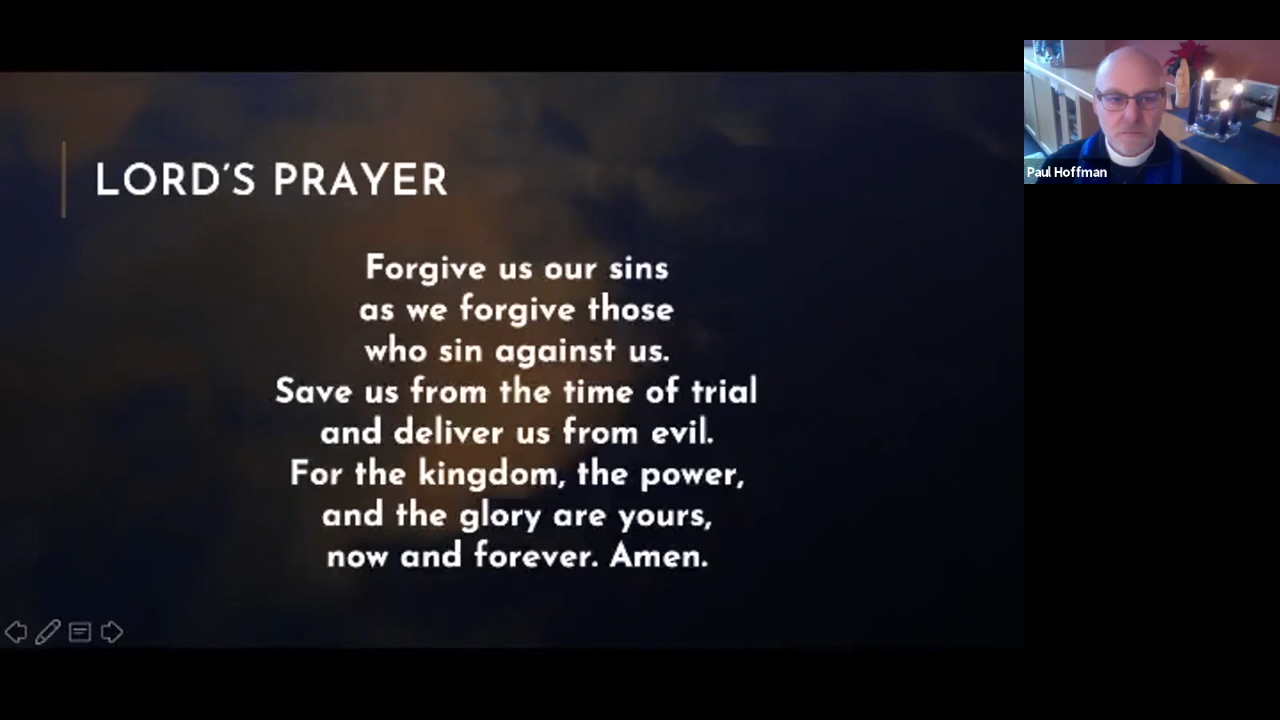 LORD'S PRAYER
Forgive us our sins
as we forgive those
who sin against us.
Save us from the time of trial
and deliver us from evil.
For the kingdom, the power,
and the glory are yours,
now and forever. Amen.
Paul Hoffman